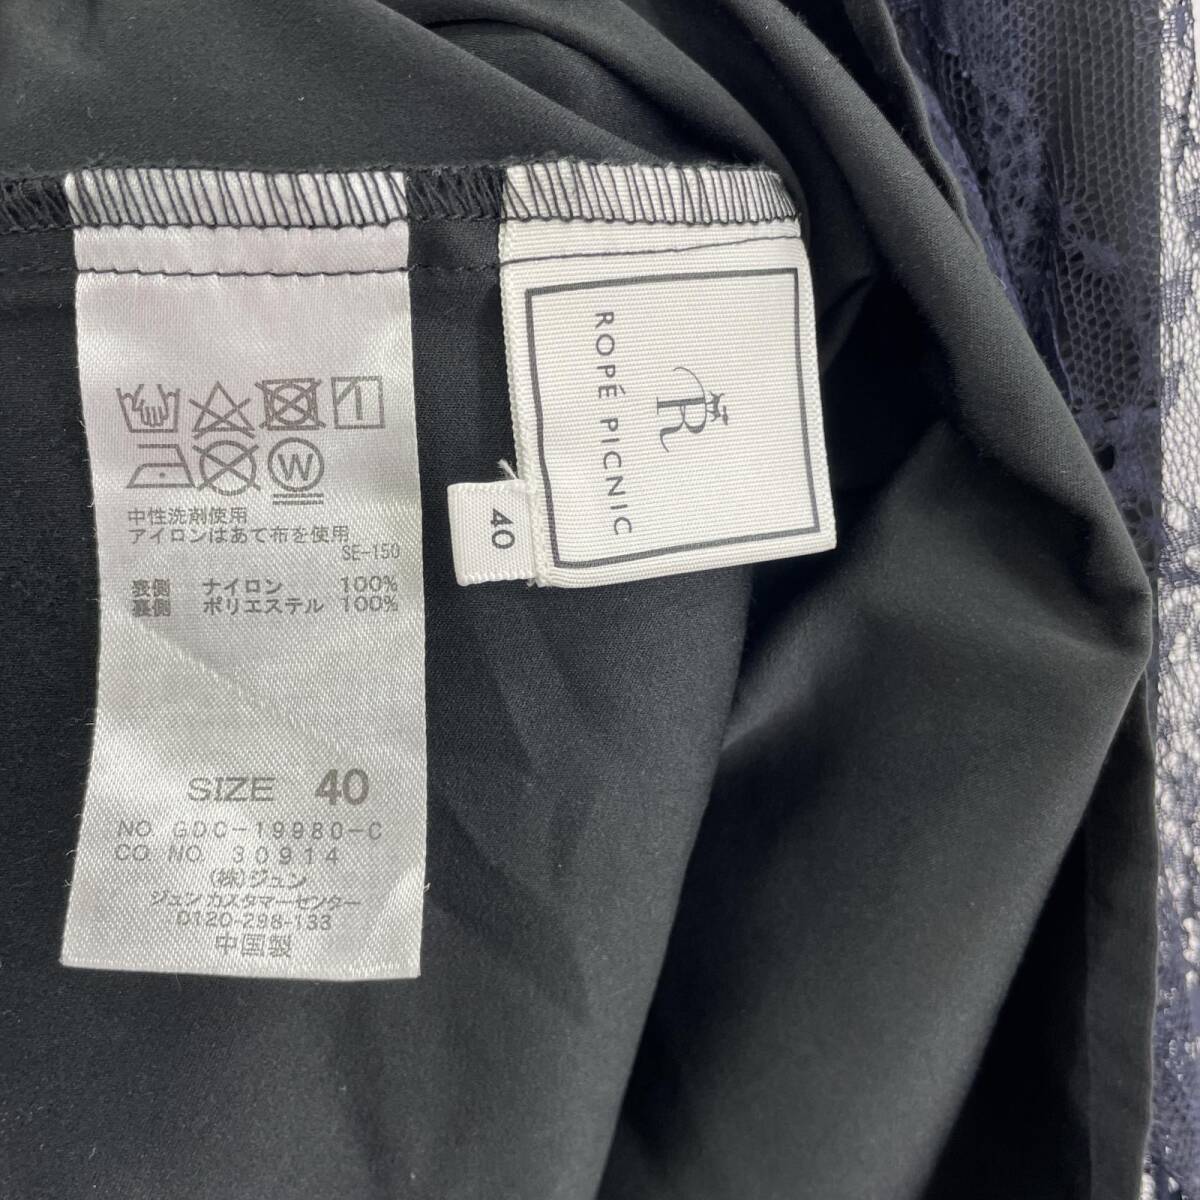 中性洗剤使用
アイロンはあて布を使用
SE-150
表側 ナイロン 100%
裏側 ポリエステル 100%
SIZE 40
NO GDC-19980-C
CO NO 30914
(株)ジュン
ジュンカスタマーセンター
0120-298-133
中国製
W
R
ROPÉ PICNIC
40